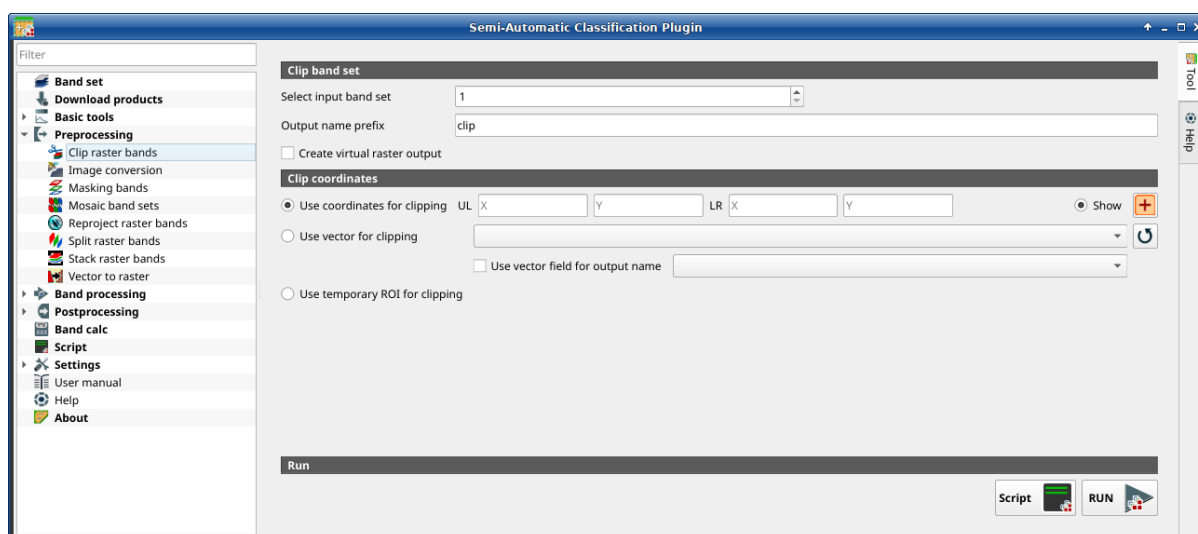 Semi-Automatic Classification Plugin
Filter
Band set
Download products
Basic tools
Preprocessing
Clip raster bands
Image conversion
Masking bands
Mosaic band sets
Reproject raster bands
Split raster bands
Stack raster bands
Vector to raster
Band processing
Postprocessing
Band calc
Script
Settings
User manual
Help
About
Clip band set
Select input band set 1
Output name prefix clip
Create virtual raster output
Clip coordinates
Use coordinates for clipping UL X Y LR X Y Show
Use vector for clipping
Use vector field for output name
Use temporary ROI for clipping
Run
Script RUN
Tool
Help